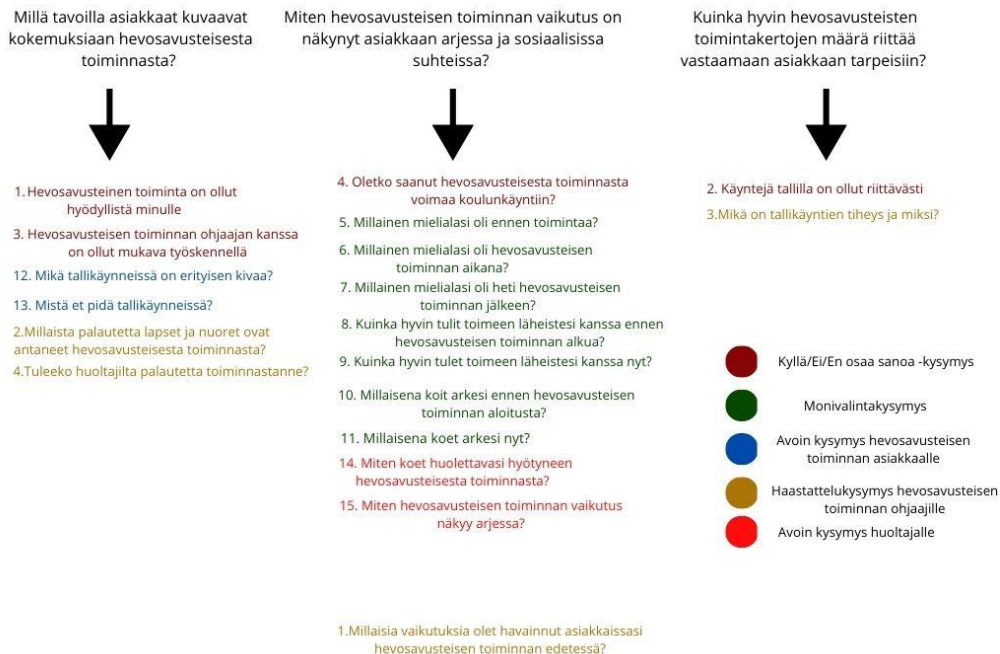 Millä tavoilla asiakkaat kuvaavat
kokemuksiaan hevosavusteisesta
toiminnasta?
1.Hevosavusteinen toiminta on ollut
hyödyllistä minulle
3. Hevosavusteisen toiminnan ohjaajan kanssa
on ollut mukava työskennellä
12. Mikä tallikäynneissä on erityisen kivaa?
13. Mistä et pidä tallikäynneissä?
2.Millaista palautetta lapset ja nuoret ovat
antaneet hevosavusteisesta toiminnasta?
4.Tuleeko huoltajilta palautetta toiminnastanne?
Miten hevosavusteisen toiminnan vaikutus on
näkynyt asiakkaan arjessa ja sosiaalisissa
suhteissa?
4. Oletko saanut hevosavusteisesta toiminnasta
voimaa koulunkäyntiin?
5. Millainen mielialasi oli ennen toimintaa?
6. Millainen mielialasi oli hevosavusteisen
toiminnan aikana?
7. Millainen mielialasi oli heti hevosavusteisen
toiminnan jälkeen?
8. Kuinka hyvin tulit toimeen läheistesi kanssa ennen
hevosavusteisen toiminnan alkua?
9. Kuinka hyvin tulet toimeen läheistesi kanssa nyt?
10. Millaisena koit arkesi ennen hevosavusteisen
toiminnan aloitusta?
11. Millaisena koet arkesi nyt?
14. Miten koet huolettavasi hyötyneen
hevosavusteisesta toiminnasta?
15. Miten hevosavusteisen toiminnan vaikutus
näkyy arjessa?
1.Millaisia vaikutuksia olet havainnut asiakkaissasi
hevosavusteisen toiminnan edetessä?
Kuinka hyvin hevosavusteisten
toimintakertojen määrä riittää
vastaamaan asiakkaan tarpeisiin?
2. Käyntejä tallilla on ollut riittävästi
3.Mikä on tallikäyntien tiheys ja miksi?
Kyllä/Ei/En osaa sanoa -kysymys
Monivalintakysymys
Avoin kysymys hevosavusteisen
toiminnan asiakkaalle
Haastattelukysymys hevosavusteisen
toiminnan ohjaajille
Avoin kysymys huoltajalle